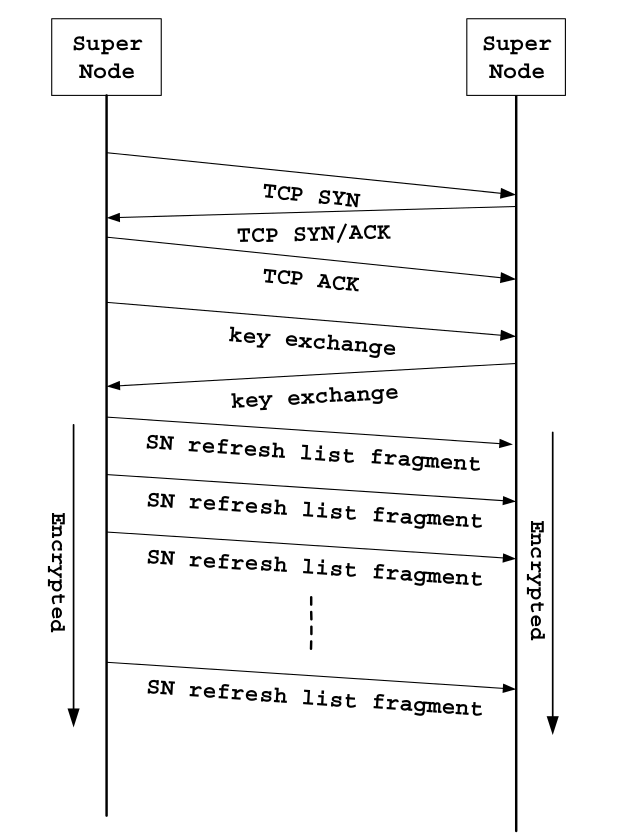 Super
Node
Super
Node
TCP SYN
TCP SYN/ACK
TCP ACK
key exchange
key exchange
SN refresh list fragment
SN refresh list fragment
SN refresh list fragment
SN refresh list fragment
Encrypted
Encrypted